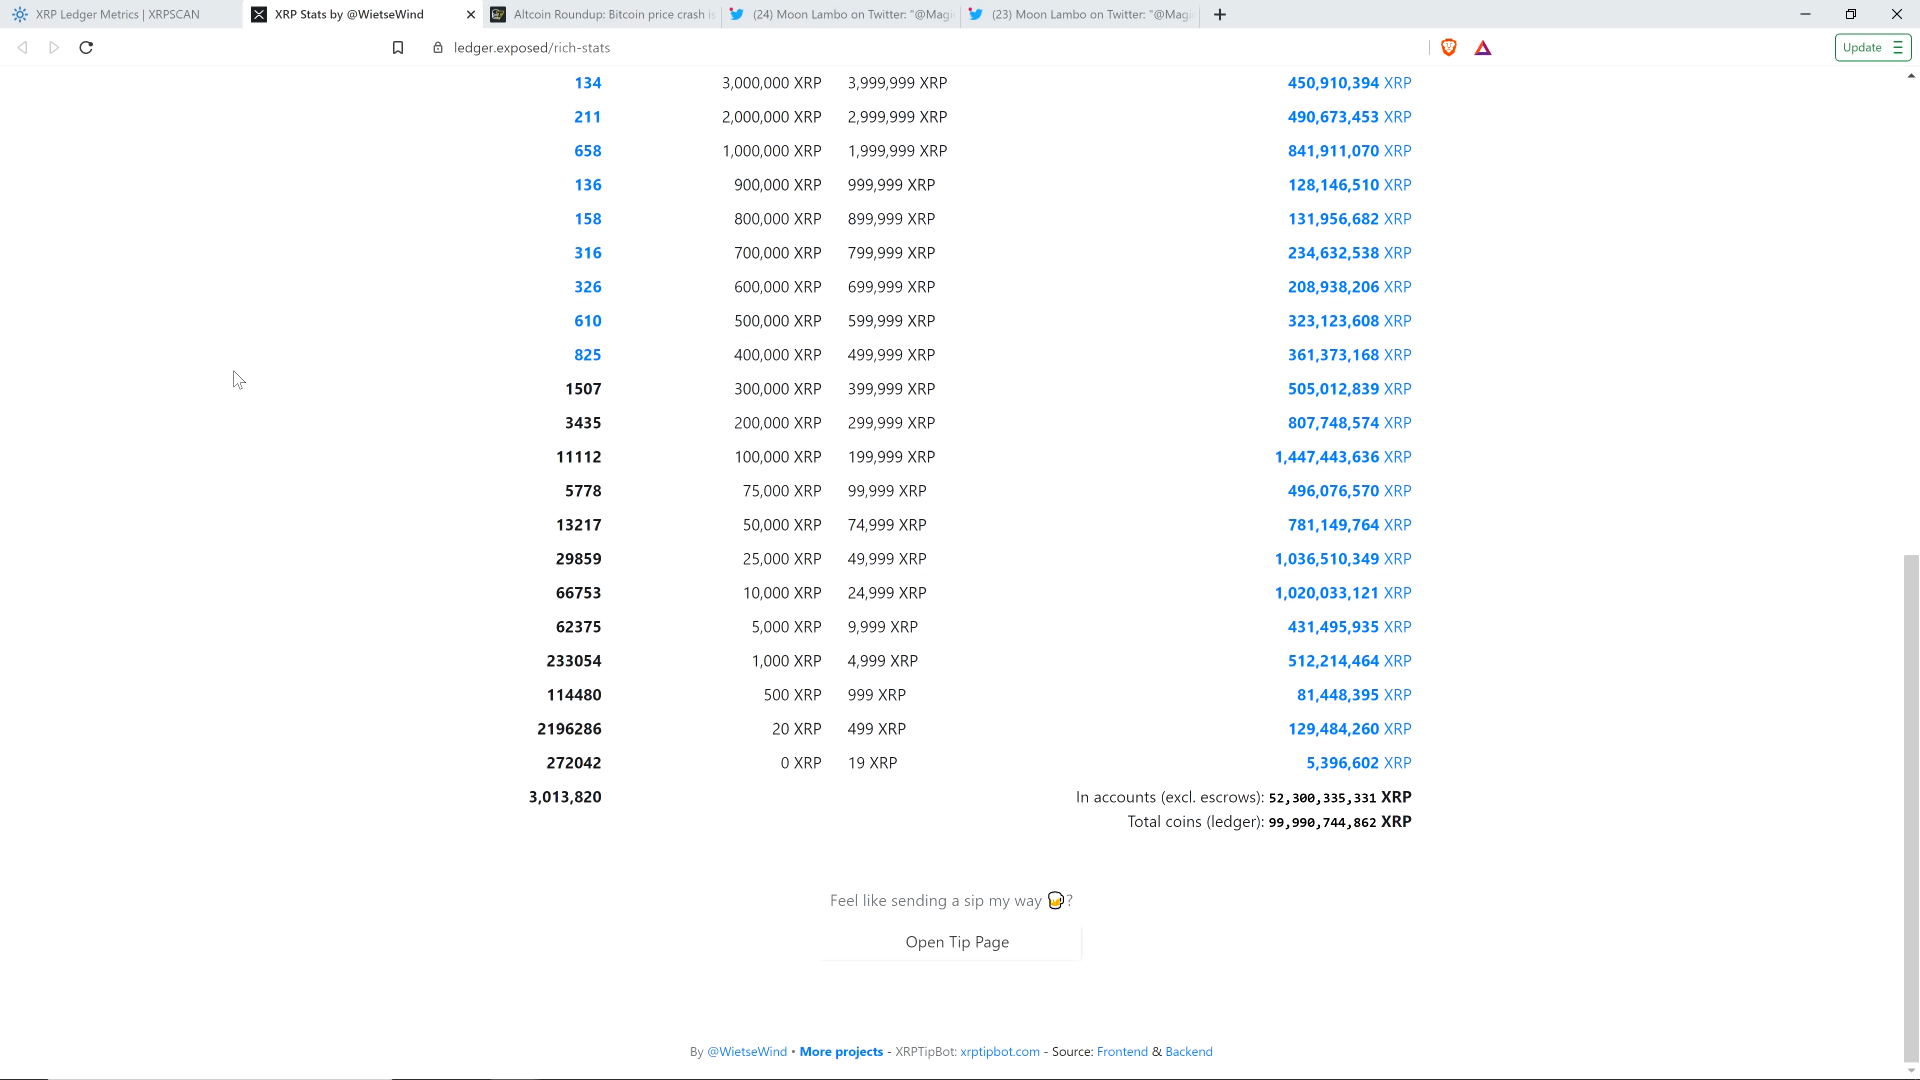 XRP Ledger Metrics | XRPSCAN
XRP Stats by @WietseWind
Altcoin Roundup: Bitcoin price crash is
(24) Moon Lambo on Twitter: "@Magi
(23) Moon Lambo on Twitter: "@Magi
ledger.exposed/rich-stats
Update
134 3,000,000 XRP 3,999,999 XRP 450,910,394 XRP
211 2,000,000 XRP 2,999,999 XRP 490,673,453 XRP
658 1,000,000 XRP 1,999,999 XRP 841,911,070 XRP
136 900,000 XRP 999,999 XRP 128,146,510 XRP
158 800,000 XRP 899,999 XRP 131,956,682 XRP
316 700,000 XRP 799,999 XRP 234,632,538 XRP
326 600,000 XRP 699,999 XRP 208,938,206 XRP
610 500,000 XRP 599,999 XRP 323,123,608 XRP
825 400,000 XRP 499,999 XRP 361,373,168 XRP
1507 300,000 XRP 399,999 XRP 505,012,839 XRP
3435 200,000 XRP 299,999 XRP 807,748,574 XRP
11112 100,000 XRP 199,999 XRP 1,447,443,636 XRP
5778 75,000 XRP 99,999 XRP 496,076,570 XRP
13217 50,000 XRP 74,999 XRP 781,149,764 XRP
29859 25,000 XRP 49,999 XRP 1,036,510,349 XRP
66753 10,000 XRP 24,999 XRP 1,020,033,121 XRP
62375 5,000 XRP 9,999 XRP 431,495,935 XRP
233054 1,000 XRP 4,999 XRP 512,214,464 XRP
114480 500 XRP 999 XRP 81,448,395 XRP
2196286 20 XRP 499 XRP 129,484,260 XRP
272042 0 XRP 19 XRP 5,396,602 XRP
3,013,820 In accounts (excl. escrows): 52,300,335,331 XRP
Total coins (ledger): 99,990,744,862 XRP
Feel like sending a sip my way 🍺?
Open Tip Page
By @WietseWind • More projects - XRPTipBot: xrptipbot.com - Source: Frontend & Backend